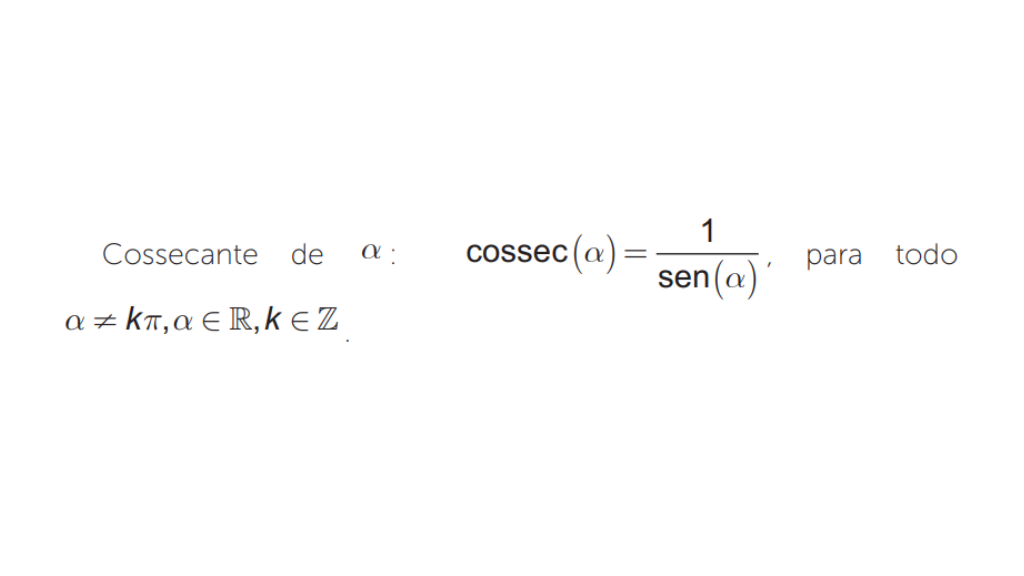 Cossecante de α : cossec(α) = 1/sen(α), para todo
α ≠ kπ, α ∈ ℝ, k ∈ ℤ.